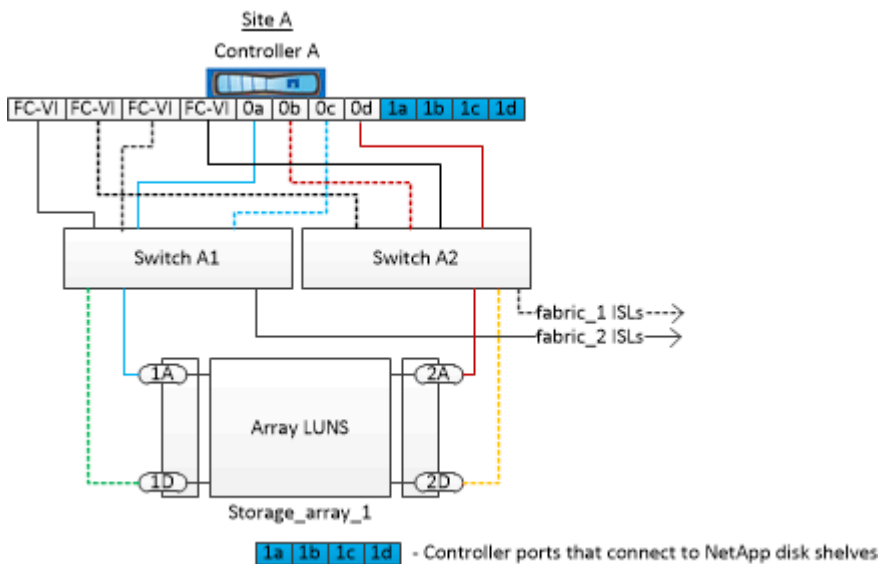 Site A
Controller A
FC-VI FC-VI FC-VI FC-VI 0a 0b 0c 0d 1a 1b 1c 1d
Switch A1
Switch A2
fabric_1 ISLs
fabric_2 ISLs
1A
2A
Array LUNS
1D
2D
Storage_array_1
1a 1b 1c 1d - Controller ports that connect to NetApp disk shelves